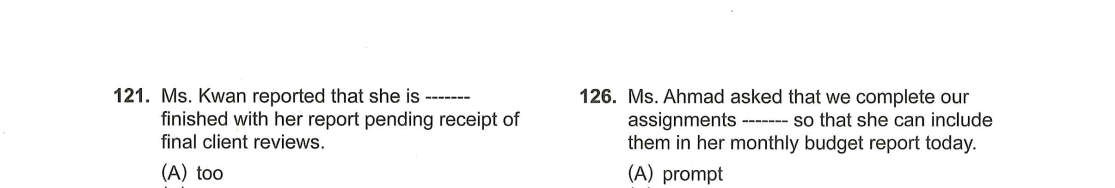 121. Ms. Kwan reported that she is -------
finished with her report pending receipt of
final client reviews.
(A) too
126. Ms. Ahmad asked that we complete our
assignments ------- so that she can include
them in her monthly budget report today.
(A) prompt